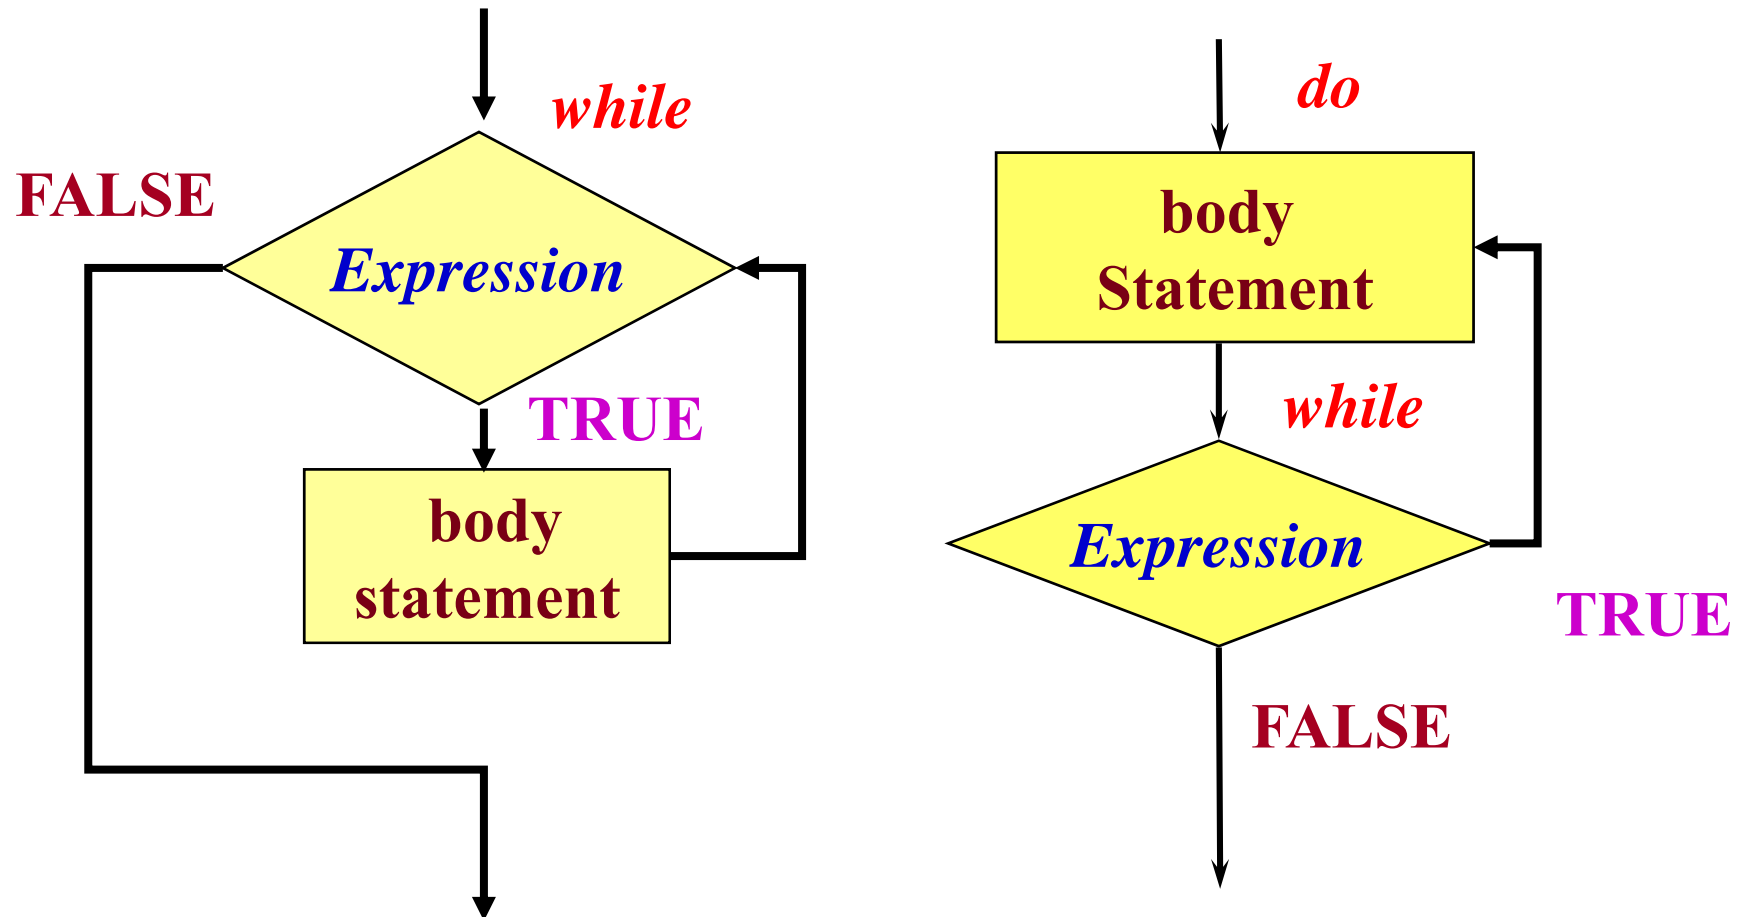 while
FALSE
Expression
TRUE
body
statement
do
body
Statement
while
Expression
TRUE
FALSE